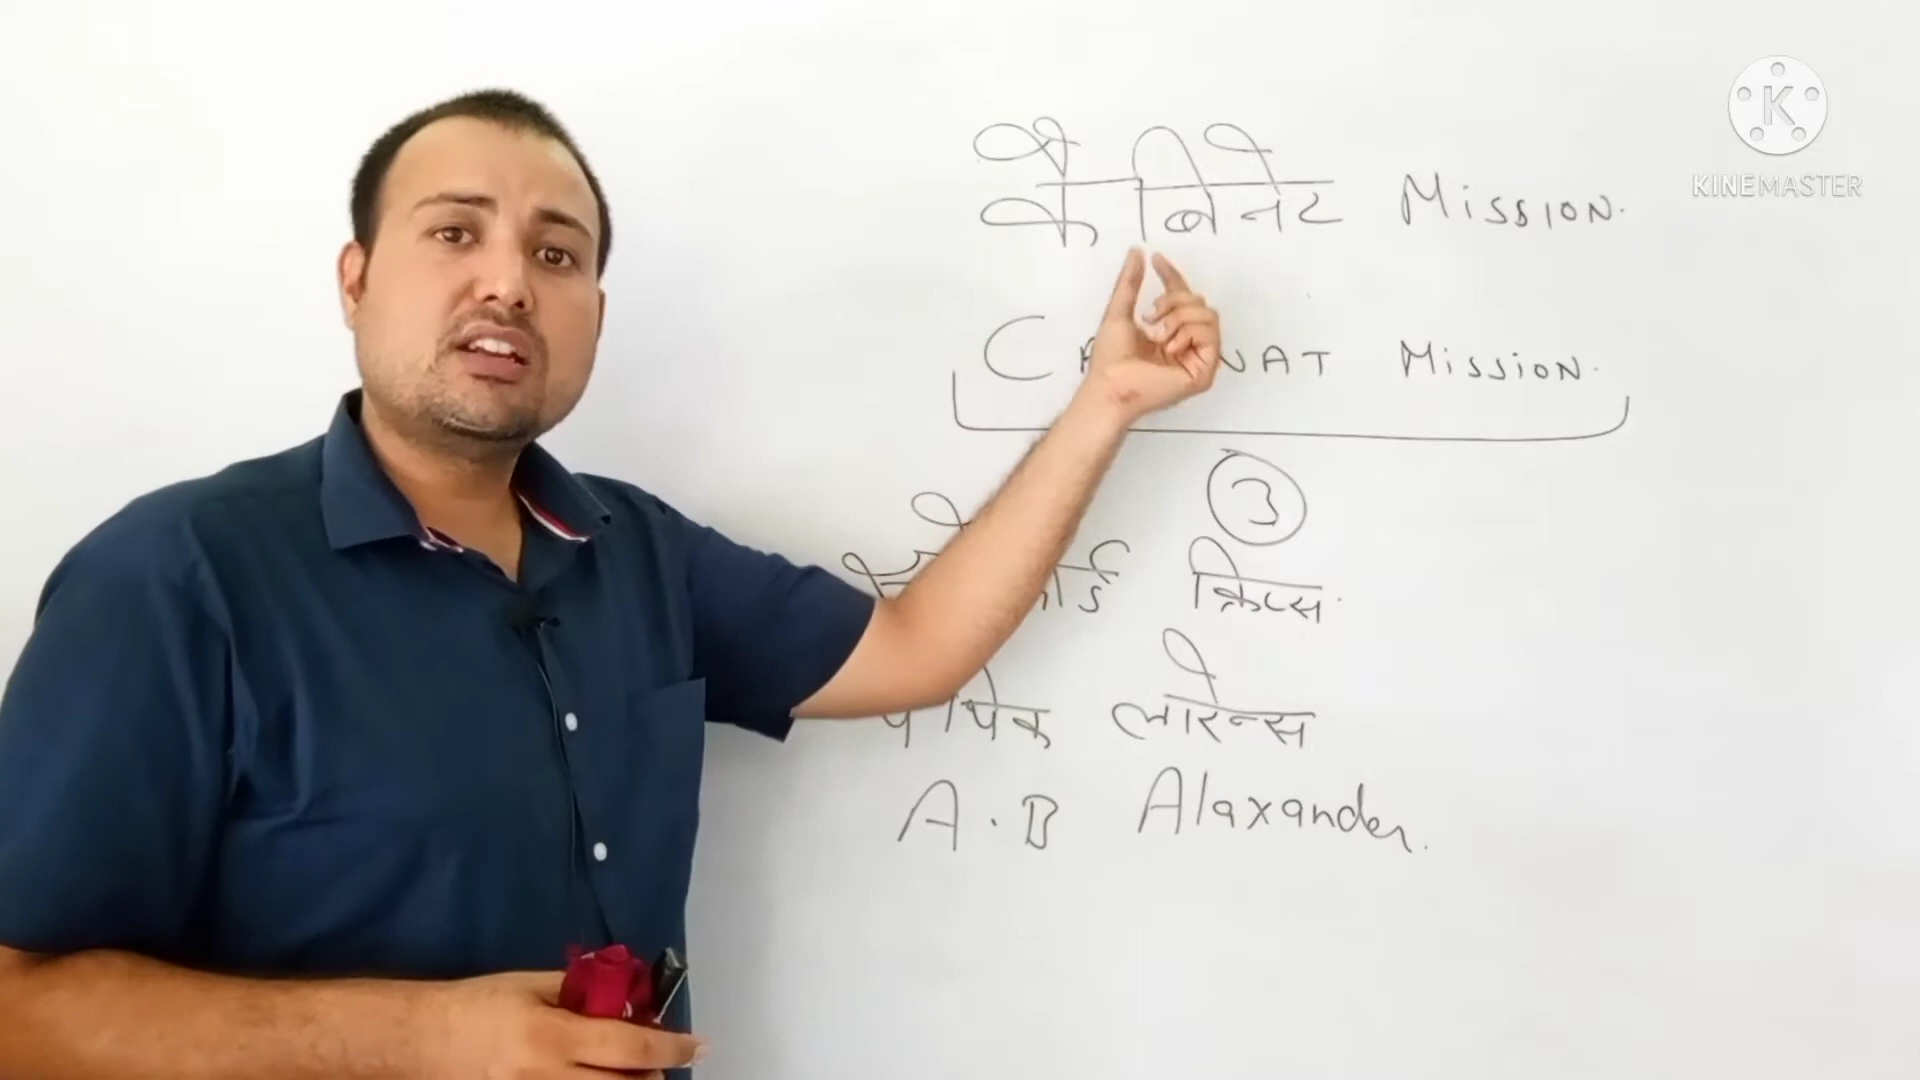 कैबिनेट Mission.
Mission.
3
क्रिप्स.
लॉरेन्स
A.B Alaxander.
K
KINEMASTER